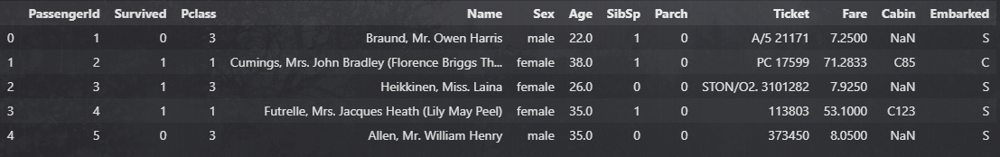 PassengerId Survived Pclass Name Sex Age SibSp Parch Ticket Fare Cabin Embarked
0 1 0 3 Braund, Mr. Owen Harris male 22.0 1 0 A/5 21171 7.2500 NaN S
1 2 1 1 Cumings, Mrs. John Bradley (Florence Briggs Th... female 38.0 1 0 PC 17599 71.2833 C85 C
2 3 1 3 Heikkinen, Miss. Laina female 26.0 0 0 STON/O2. 3101282 7.9250 NaN S
3 4 1 1 Futrelle, Mrs. Jacques Heath (Lily May Peel) female 35.0 1 0 113803 53.1000 C123 S
4 5 0 3 Allen, Mr. William Henry male 35.0 0 0 373450 8.0500 NaN S